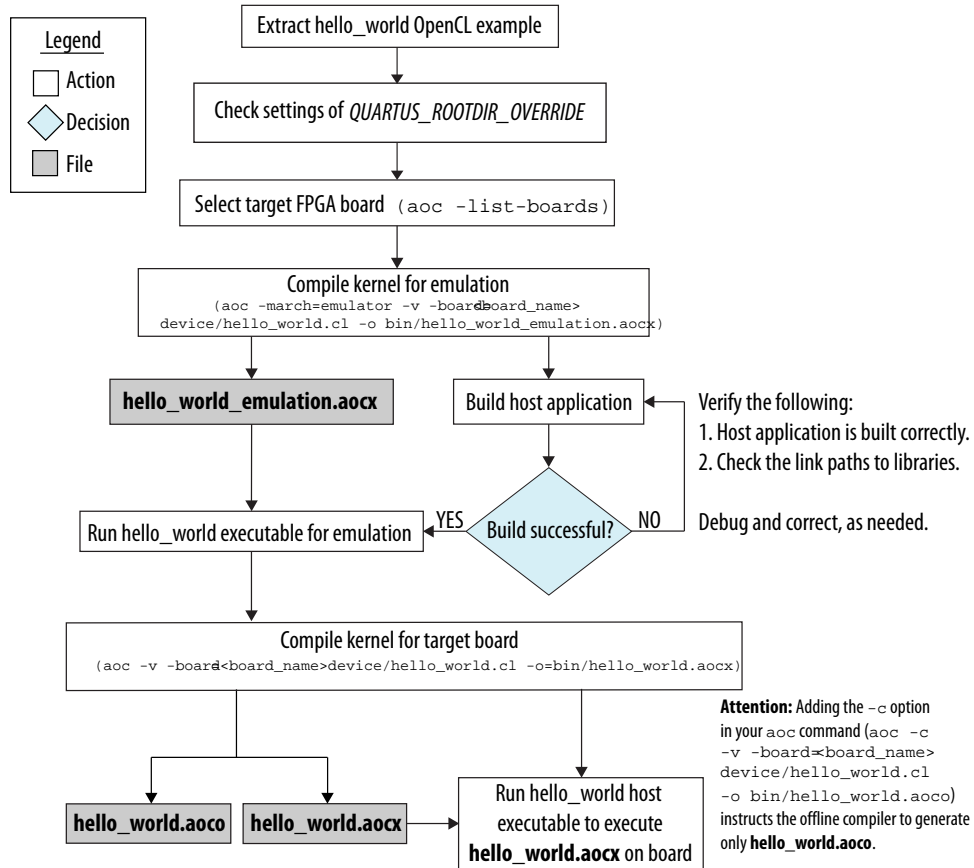 Legend
Action
Decision
File
Extract hello_world OpenCL example
Check settings of QUARTUS_ROOTDIR_OVERRIDE
Select target FPGA board (aoc -list-boards)
Compile kernel for emulation
(aoc -march=emulator -v -board=<board_name>
device/hello_world.cl -o bin/hello_world_emulation.aocx)
hello_world_emulation.aocx
Build host application
Verify the following:
1. Host application is built correctly.
2. Check the link paths to libraries.
Debug and correct, as needed.
Run hello_world executable for emulation
YES
Build successful?
NO
Compile kernel for target board
(aoc -v -board=<board_name>device/hello_world.cl -o=bin/hello_world.aocx)
Attention: Adding the -c option
in your aoc command (aoc -c
-v -board=<board_name>
device/hello_world.cl
-o bin/hello_world.aoco)
instructs the offline compiler to generate
only hello_world.aoco.
hello_world.aoco
hello_world.aocx
Run hello_world host
executable to execute
hello_world.aocx on board